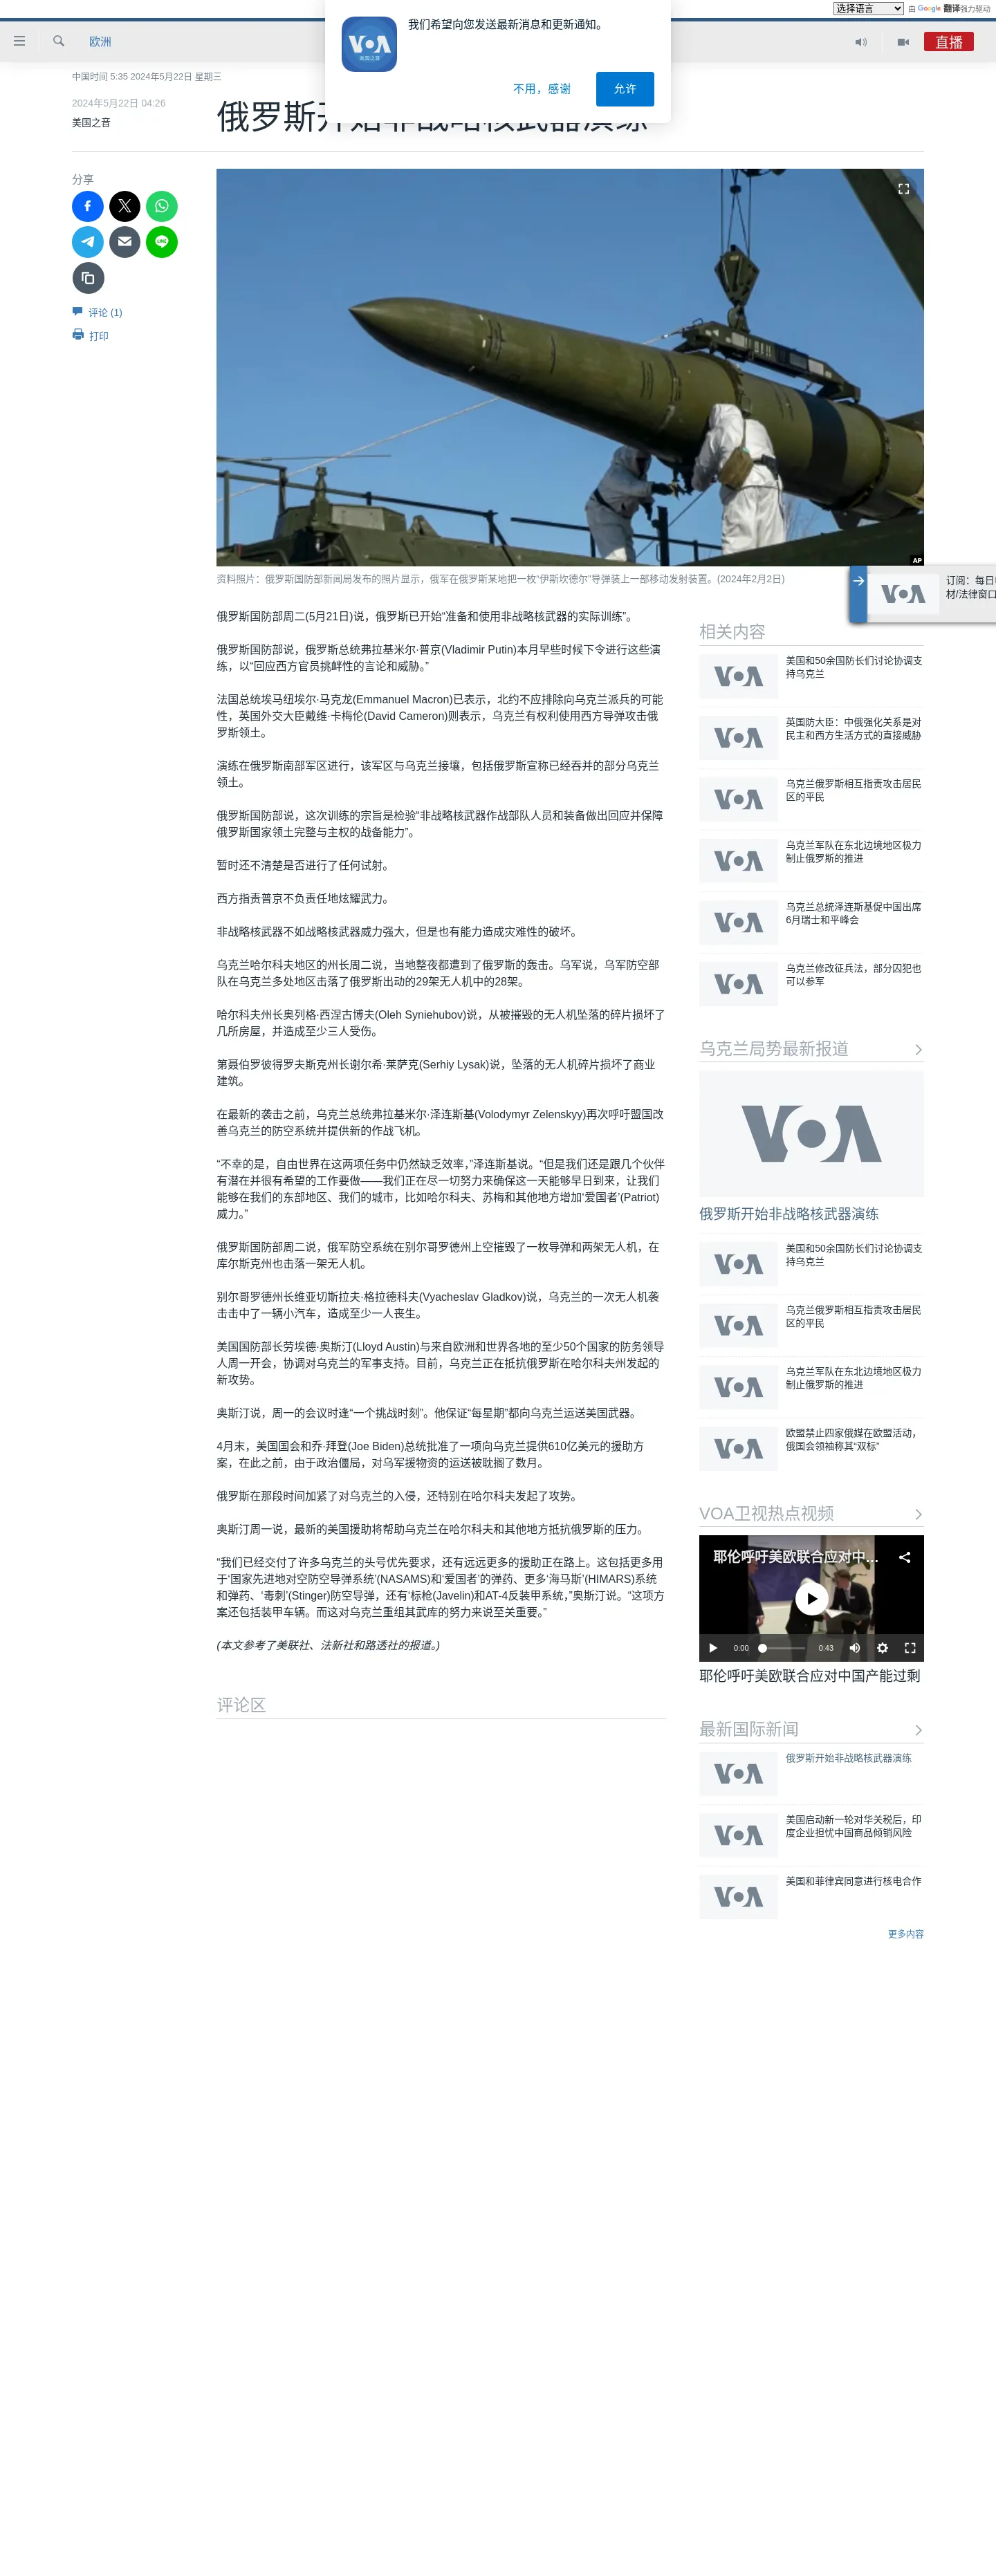 选择语言 由 Google 翻译强力驱动
我们希望向您发送最新消息和更新通知。
VOA
美国之音
不用，感谢
允许
欧洲
直播
中国时间 5:35 2024年5月22日 星期三
2024年5月22日 04:26
美国之音
俄罗斯开始非战略核武器演练
分享
评论 (1)
打印
AP
资料照片：俄罗斯国防部新闻局发布的照片显示，俄军在俄罗斯某地把一枚“伊斯坎德尔”导弹装上一部移动发射装置。(2024年2月2日)
俄罗斯国防部周二(5月21日)说，俄罗斯已开始“准备和使用非战略核武器的实际训练”。
俄罗斯国防部说，俄罗斯总统弗拉基米尔·普京(Vladimir Putin)本月早些时候下令进行这些演
练，以“回应西方官员挑衅性的言论和威胁。”
法国总统埃马纽埃尔·马克龙(Emmanuel Macron)已表示，北约不应排除向乌克兰派兵的可能
性，英国外交大臣戴维·卡梅伦(David Cameron)则表示，乌克兰有权利使用西方导弹攻击俄
罗斯领土。
演练在俄罗斯南部军区进行，该军区与乌克兰接壤，包括俄罗斯宣称已经吞并的部分乌克兰
领土。
俄罗斯国防部说，这次训练的宗旨是检验“非战略核武器作战部队人员和装备做出回应并保障
俄罗斯国家领土完整与主权的战备能力”。
暂时还不清楚是否进行了任何试射。
西方指责普京不负责任地炫耀武力。
非战略核武器不如战略核武器威力强大，但是也有能力造成灾难性的破坏。
乌克兰哈尔科夫地区的州长周二说，当地整夜都遭到了俄罗斯的轰击。乌军说，乌军防空部
队在乌克兰多处地区击落了俄罗斯出动的29架无人机中的28架。
哈尔科夫州长奥列格·西涅古博夫(Oleh Syniehubov)说，从被摧毁的无人机坠落的碎片损坏了
几所房屋，并造成至少三人受伤。
第聂伯罗彼得罗夫斯克州长谢尔希·莱萨克(Serhiy Lysak)说，坠落的无人机碎片损坏了商业
建筑。
在最新的袭击之前，乌克兰总统弗拉基米尔·泽连斯基(Volodymyr Zelenskyy)再次呼吁盟国改
善乌克兰的防空系统并提供新的作战飞机。
“不幸的是，自由世界在这两项任务中仍然缺乏效率，”泽连斯基说。“但是我们还是跟几个伙伴
有潜在并很有希望的工作要做——我们正在尽一切努力来确保这一天能够早日到来，让我们
能够在我们的东部地区、我们的城市，比如哈尔科夫、苏梅和其他地方增加‘爱国者’(Patriot)
威力。”
俄罗斯国防部周二说，俄军防空系统在别尔哥罗德州上空摧毁了一枚导弹和两架无人机，在
库尔斯克州也击落一架无人机。
别尔哥罗德州长维亚切斯拉夫·格拉德科夫(Vyacheslav Gladkov)说，乌克兰的一次无人机袭
击击中了一辆小汽车，造成至少一人丧生。
美国国防部长劳埃德·奥斯汀(Lloyd Austin)与来自欧洲和世界各地的至少50个国家的防务领导
人周一开会，协调对乌克兰的军事支持。目前，乌克兰正在抵抗俄罗斯在哈尔科夫州发起的
新攻势。
奥斯汀说，周一的会议时逢“一个挑战时刻”。他保证“每星期”都向乌克兰运送美国武器。
4月末，美国国会和乔·拜登(Joe Biden)总统批准了一项向乌克兰提供610亿美元的援助方
案，在此之前，由于政治僵局，对乌军援物资的运送被耽搁了数月。
俄罗斯在那段时间加紧了对乌克兰的入侵，还特别在哈尔科夫发起了攻势。
奥斯汀周一说，最新的美国援助将帮助乌克兰在哈尔科夫和其他地方抵抗俄罗斯的压力。
“我们已经交付了许多乌克兰的头号优先要求，还有远远更多的援助正在路上。这包括更多用
于‘国家先进地对空防空导弹系统’(NASAMS)和‘爱国者’的弹药、更多‘海马斯’(HIMARS)系统
和弹药、‘毒刺’(Stinger)防空导弹，还有‘标枪(Javelin)和AT-4反装甲系统，”奥斯汀说。“这项方
案还包括装甲车辆。而这对乌克兰重组其武库的努力来说至关重要。”
(本文参考了美联社、法新社和路透社的报道。)
评论区
订阅：每日
材/法律窗口
VOA
相关内容
VOA
美国和50余国防长们讨论协调支
持乌克兰
VOA
英国防大臣：中俄强化关系是对
民主和西方生活方式的直接威胁
VOA
乌克兰俄罗斯相互指责攻击居民
区的平民
VOA
乌克兰军队在东北边境地区极力
制止俄罗斯的推进
VOA
乌克兰总统泽连斯基促中国出席
6月瑞士和平峰会
VOA
乌克兰修改征兵法，部分囚犯也
可以参军
乌克兰局势最新报道
VOA
俄罗斯开始非战略核武器演练
VOA
美国和50余国防长们讨论协调支
持乌克兰
VOA
乌克兰俄罗斯相互指责攻击居民
区的平民
VOA
乌克兰军队在东北边境地区极力
制止俄罗斯的推进
VOA
欧盟禁止四家俄媒在欧盟活动，
俄国会领袖称其“双标”
VOA卫视热点视频
耶伦呼吁美欧联合应对中…
0:00 0:43
耶伦呼吁美欧联合应对中国产能过剩
最新国际新闻
VOA
俄罗斯开始非战略核武器演练
VOA
美国启动新一轮对华关税后，印
度企业担忧中国商品倾销风险
VOA
美国和菲律宾同意进行核电合作
更多内容